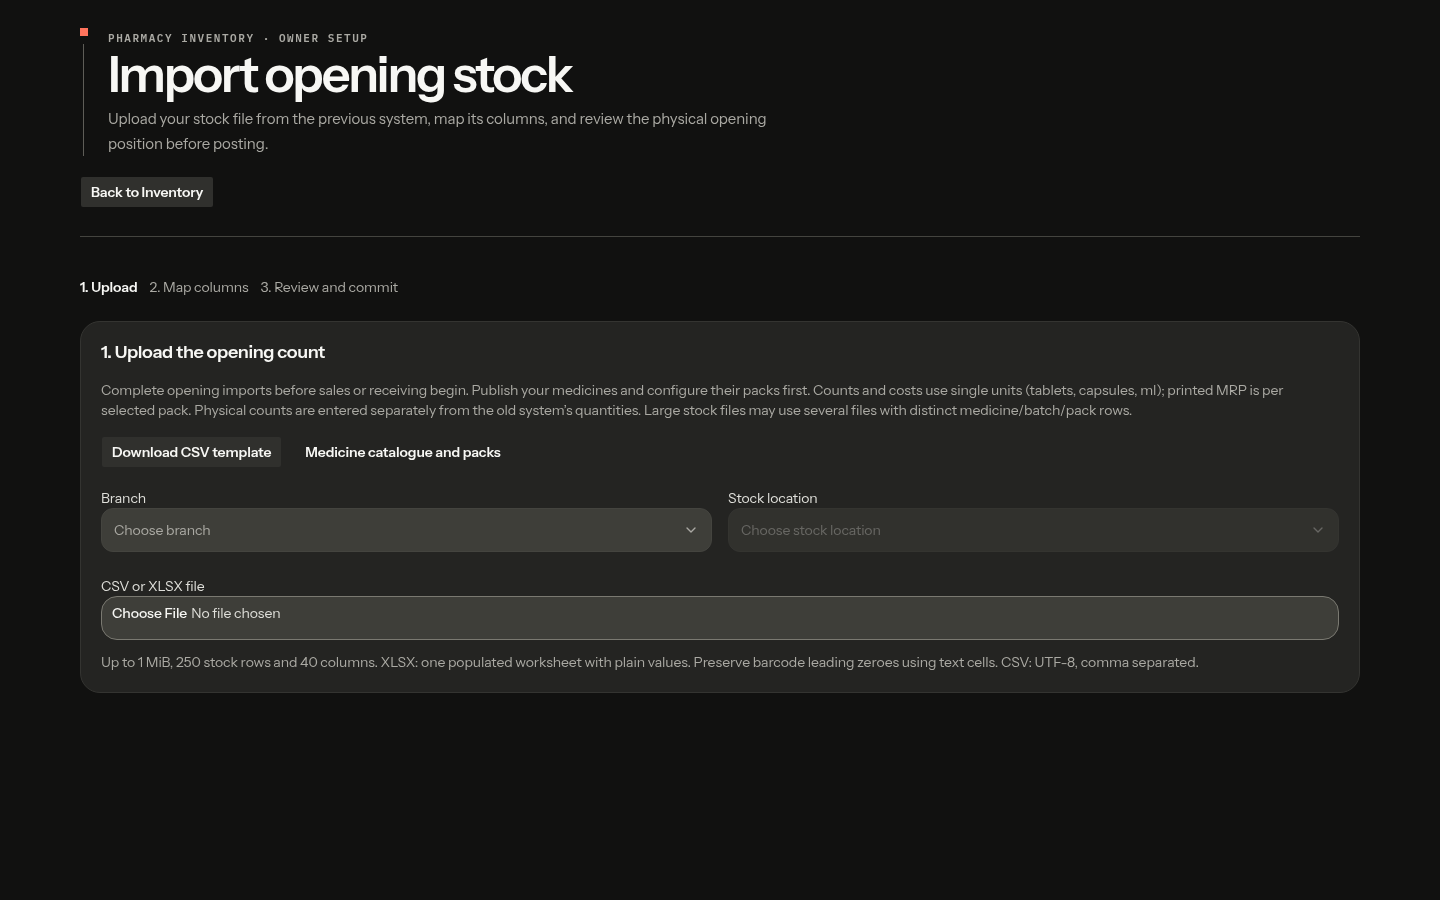 PHARMACY INVENTORY · OWNER SETUP
Import opening stock
Upload your stock file from the previous system, map its columns, and review the physical opening
position before posting.
Back to Inventory
1. Upload 2. Map columns 3. Review and commit
1. Upload the opening count
Complete opening imports before sales or receiving begin. Publish your medicines and configure their packs first. Counts and costs use single units (tablets, capsules, ml); printed MRP is per
selected pack. Physical counts are entered separately from the old system's quantities. Large stock files may use several files with distinct medicine/batch/pack rows.
Download CSV template Medicine catalogue and packs
Branch Stock location
Choose branch Choose stock location
CSV or XLSX file
Choose File No file chosen
Up to 1 MiB, 250 stock rows and 40 columns. XLSX: one populated worksheet with plain values. Preserve barcode leading zeroes using text cells. CSV: UTF-8, comma separated.